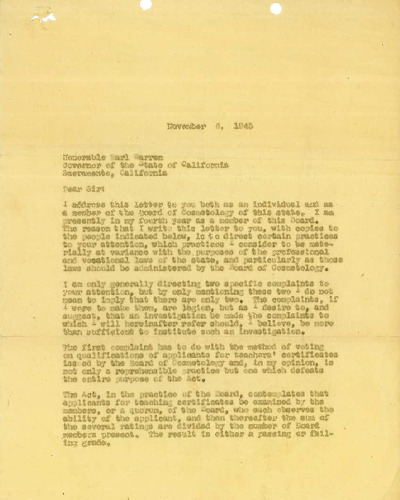 November 6, 1945
Honorable Earl Warren
Governor of the State of California
Sacramento, California
Dear Sir:
I address this letter to you both as an individual and as
a member of the Board of Cosmetology of this state. I am
presently in my fourth year as a member of this Board.
The reason that I write this letter to you, with copies to
the people indicated below, is to direct certain practices
to your attention, which practices I consider to be mate-
rially at variance with the purposes of the professional
and vocational laws of the state, and particularly as those
laws should be administered by the Board of Cosmetology.
I am only generally directing two specific complaints to
your attention, but by only mentioning these two I do not
mean to imply that there are only two. The complaints, if
I were to make them, are legion, but as I desire to, and
suggest, that an investigation be made the complaints to
which I will hereinafter refer should, I believe, be more
than sufficient to institute such an investigation.
The first complaint has to do with the method of voting
on qualifications of applicants for teachers' certificates
issued by the Board of Cosmetology and, in my opinion, is
not only a reprehensible practice but one which defeats
the entire purpose of the Act.
The Act, in the practice of the Board, contemplates that
applicants for teaching certificates be examined by the
members, or a quorum, of the Board, who each observes the
ability of the applicant, and then thereafter the sum of
the several ratings are divided by the number of Board
members present. The result is either a passing or fail-
ing grade.